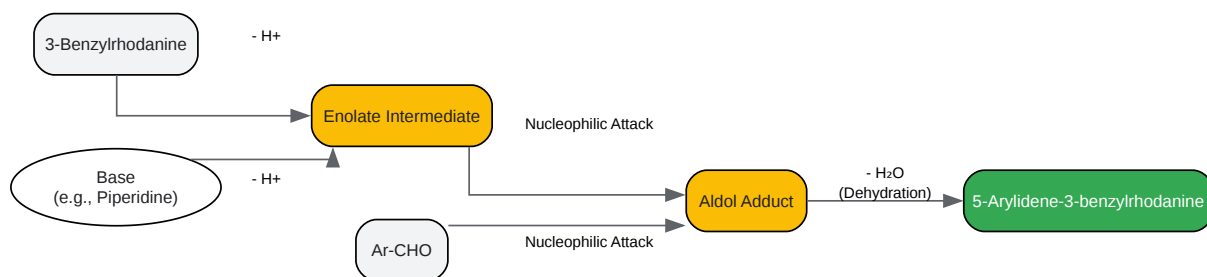 3-Benzylrhodanine
- H+
Enolate Intermediate
Nucleophilic Attack
Base
(e.g., Piperidine)
- H+
Aldol Adduct
- H₂O
(Dehydration)
5-Arylidene-3-benzylrhodanine
Ar-CHO
Nucleophilic Attack